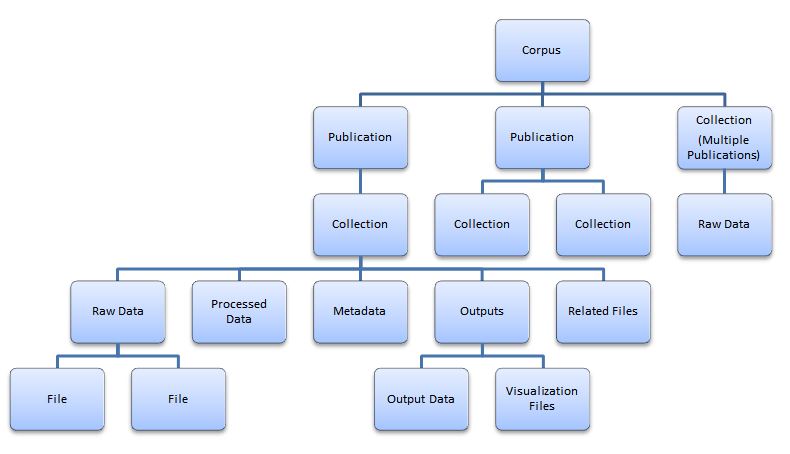 Corpus
Publication
Publication
Collection
(Multiple
Publications)
Collection
Collection
Collection
Raw Data
Raw Data
Processed
Data
Metadata
Outputs
Related Files
File
File
Output Data
Visualization
Files